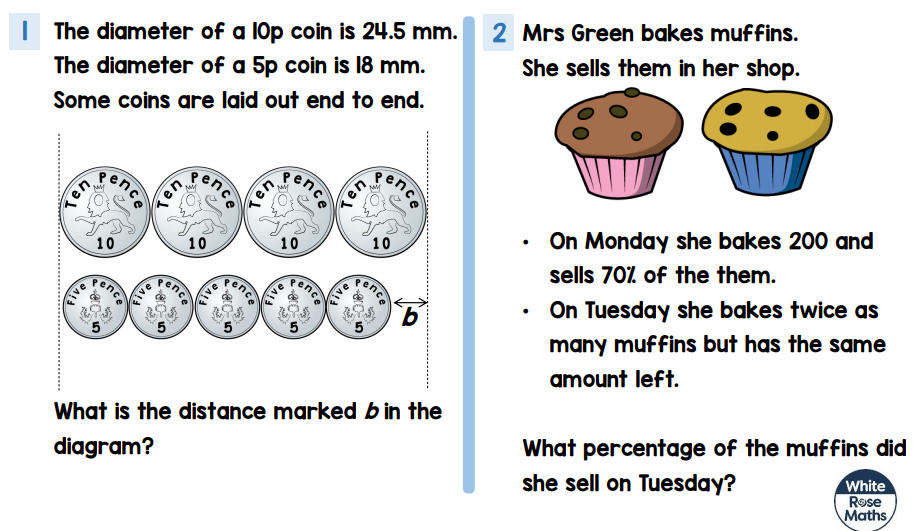 1
The diameter of a 10p coin is 24.5 mm.
The diameter of a 5p coin is 18 mm.
Some coins are laid out end to end.
Ten Pence Ten Pence Ten Pence Ten Pence
10 10 10 10
Five Pence Five Pence Five Pence Five Pence Five Pence
5 5 5 5 5
b
What is the distance marked b in the
diagram?
2
Mrs Green bakes muffins.
She sells them in her shop.
• On Monday she bakes 200 and
sells 70% of the them.
• On Tuesday she bakes twice as
many muffins but has the same
amount left.
What percentage of the muffins did
she sell on Tuesday?
White
Rose
Maths